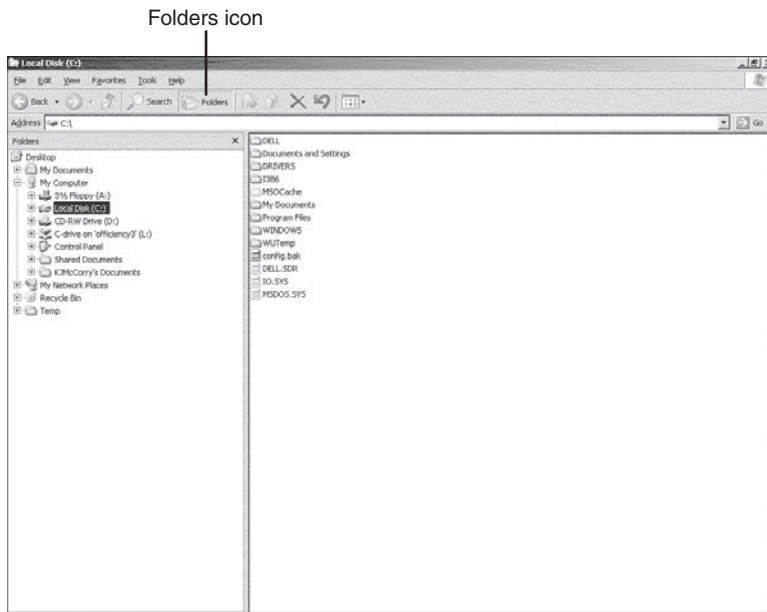 Folders icon
Local Disk (C:)
File Edit View Favorites Tools Help
Back Search Folders
Address C:\ Go
Folders
Desktop
My Documents
My Computer
3½ Floppy (A:)
Local Disk (C:)
CD-RW Drive (D:)
C-drive on 'officiency3' (L:)
Control Panel
Shared Documents
KJMcCorry's Documents
My Network Places
Recycle Bin
Temp
DELL
Documents and Settings
DRIVERS
I386
MSOCache
My Documents
Program Files
WINDOWS
WUTemp
config.bak
DELL.SDR
IO.SYS
MSDOS.SYS